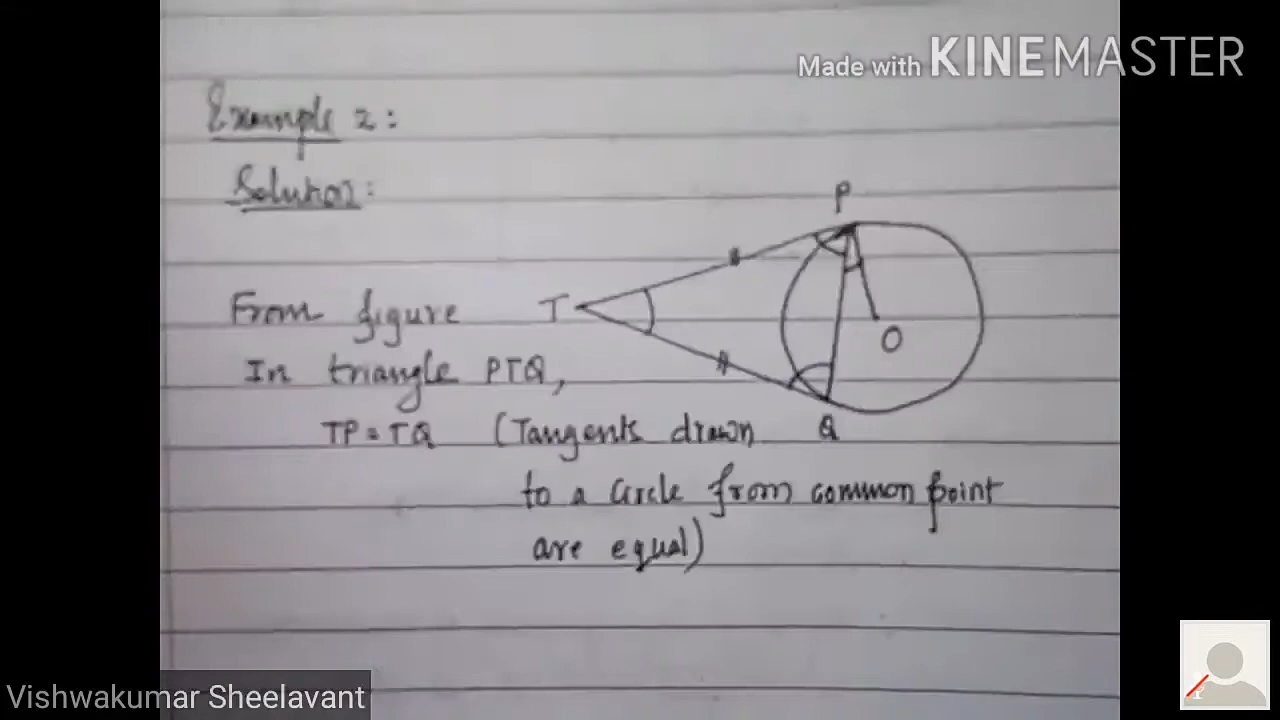 Made with KINEMASTER
Example 2:
Solution:
P
From figure T
O
In triangle PTQ,
TP = TQ (Tangents drawn Q
to a circle from common point
are equal)
Vishwakumar Sheelavant